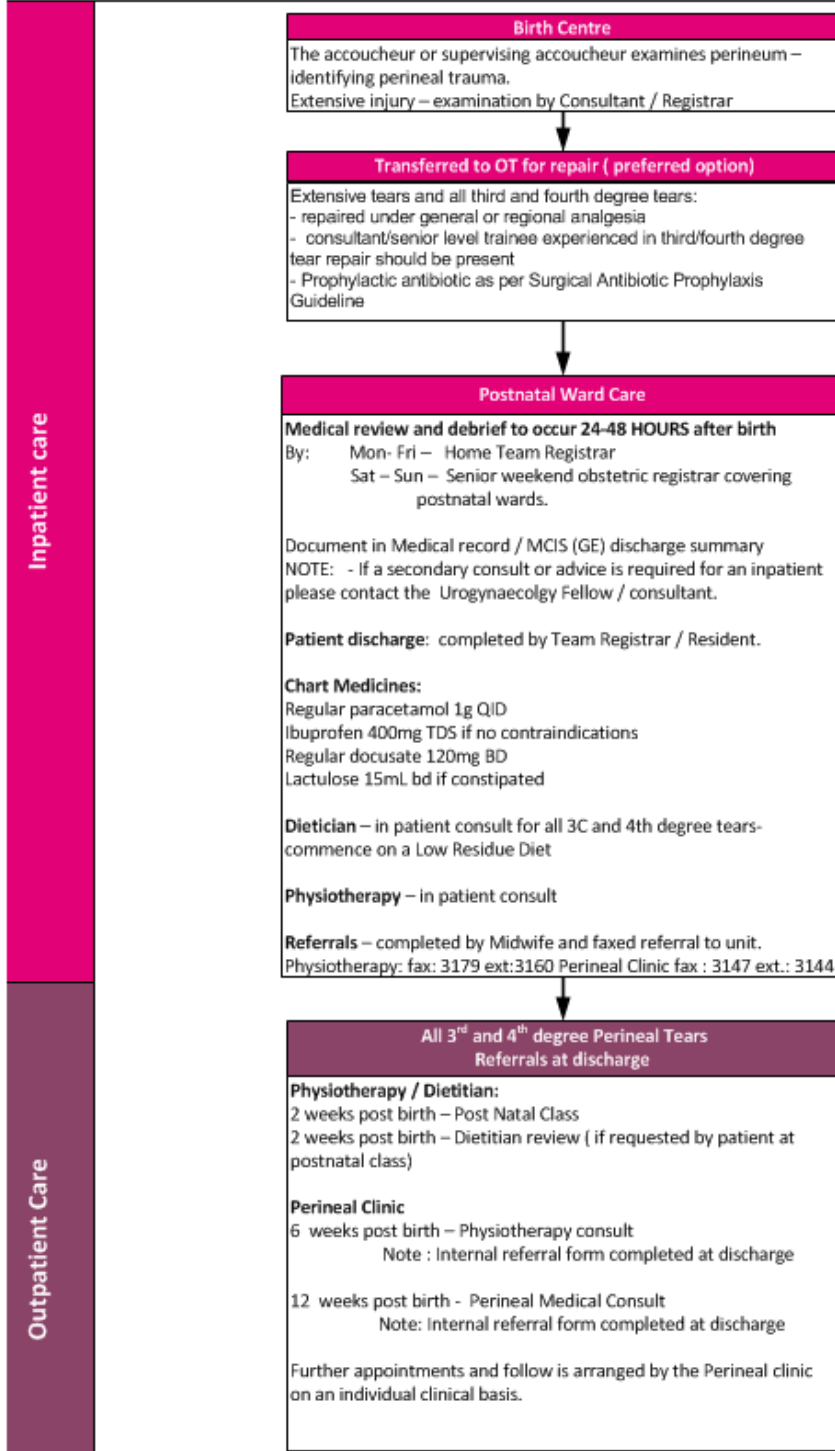 Birth Centre
The accoucheur or supervising accoucheur examines perineum –
identifying perineal trauma.
Extensive injury – examination by Consultant / Registrar
Transferred to OT for repair ( preferred option)
Extensive tears and all third and fourth degree tears:
- repaired under general or regional analgesia
- consultant/senior level trainee experienced in third/fourth degree
tear repair should be present
- Prophylactic antibiotic as per Surgical Antibiotic Prophylaxis
Guideline
Inpatient care
Postnatal Ward Care
Medical review and debrief to occur 24-48 HOURS after birth
By: Mon- Fri – Home Team Registrar
Sat – Sun – Senior weekend obstetric registrar covering
postnatal wards.
Document in Medical record / MCIS (GE) discharge summary
NOTE: - If a secondary consult or advice is required for an inpatient
please contact the Urogynaecolgy Fellow / consultant.
Patient discharge: completed by Team Registrar / Resident.
Chart Medicines:
Regular paracetamol 1g QID
Ibuprofen 400mg TDS if no contraindications
Regular docusate 120mg BD
Lactulose 15mL bd if constipated
Dietician – in patient consult for all 3C and 4th degree tears-
commence on a Low Residue Diet
Physiotherapy – in patient consult
Referrals – completed by Midwife and faxed referral to unit.
Physiotherapy: fax: 3179 ext:3160 Perineal Clinic fax : 3147 ext.: 3144
Outpatient Care
All 3rd and 4th degree Perineal Tears
Referrals at discharge
Physiotherapy / Dietitian:
2 weeks post birth – Post Natal Class
2 weeks post birth – Dietitian review ( if requested by patient at
postnatal class)
Perineal Clinic
6 weeks post birth – Physiotherapy consult
Note : Internal referral form completed at discharge
12 weeks post birth - Perineal Medical Consult
Note: Internal referral form completed at discharge
Further appointments and follow is arranged by the Perineal clinic
on an individual clinical basis.